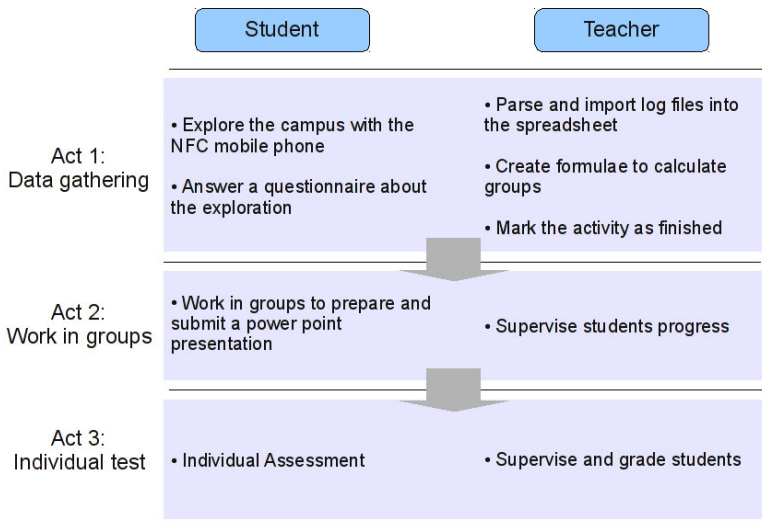 Student
Teacher
Act 1:
Data gathering
• Explore the campus with the
NFC mobile phone
• Answer a questionnaire about
the exploration
• Parse and import log files into
the spreadsheet
• Create formulae to calculate
groups
• Mark the activity as finished
Act 2:
Work in groups
• Work in groups to prepare and
submit a power point
presentation
• Supervise students progress
Act 3:
Individual test
• Individual Assessment
• Supervise and grade students